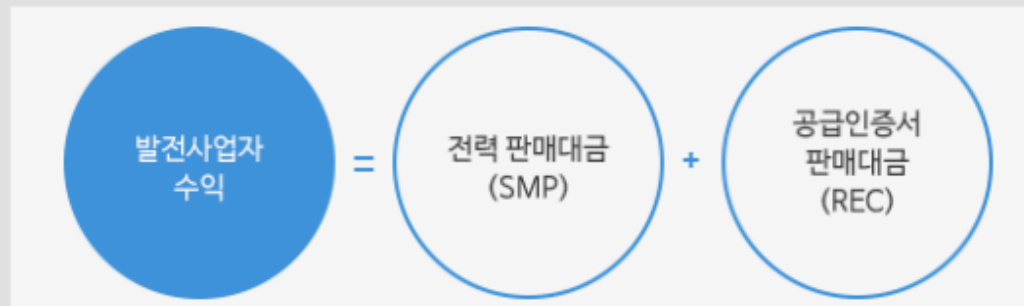 발전사업자
수익
=
전력 판매대금
(SMP)
+
공급인증서
판매대금
(REC)